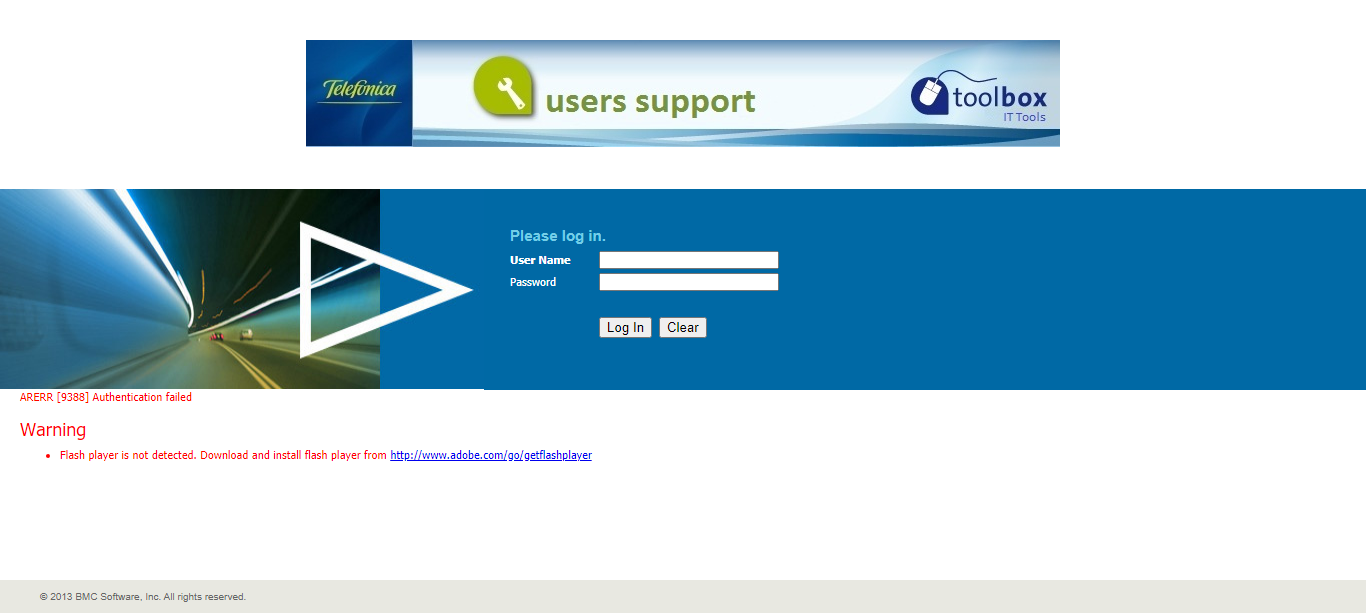 Telefónica
users support
toolbox
IT Tools
Please log in.
User Name
Password
Log In Clear
ARERR [9388] Authentication failed
Warning
Flash player is not detected. Download and install flash player from http://www.adobe.com/go/getflashplayer
© 2013 BMC Software, Inc. All rights reserved.